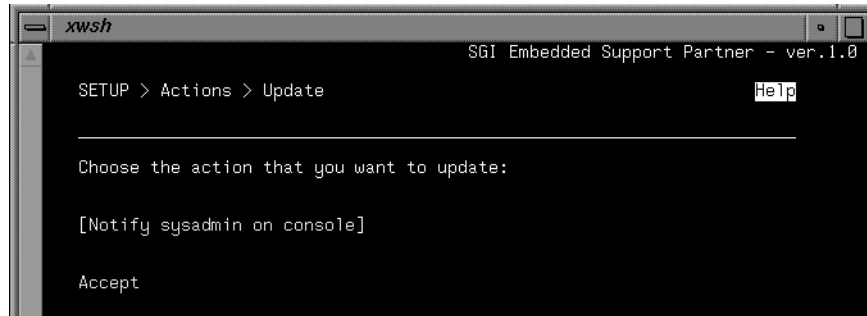 xwsh
SGI Embedded Support Partner - ver.1.0
SETUP > Actions > Update Help
Choose the action that you want to update:
[Notify sysadmin on console]
Accept